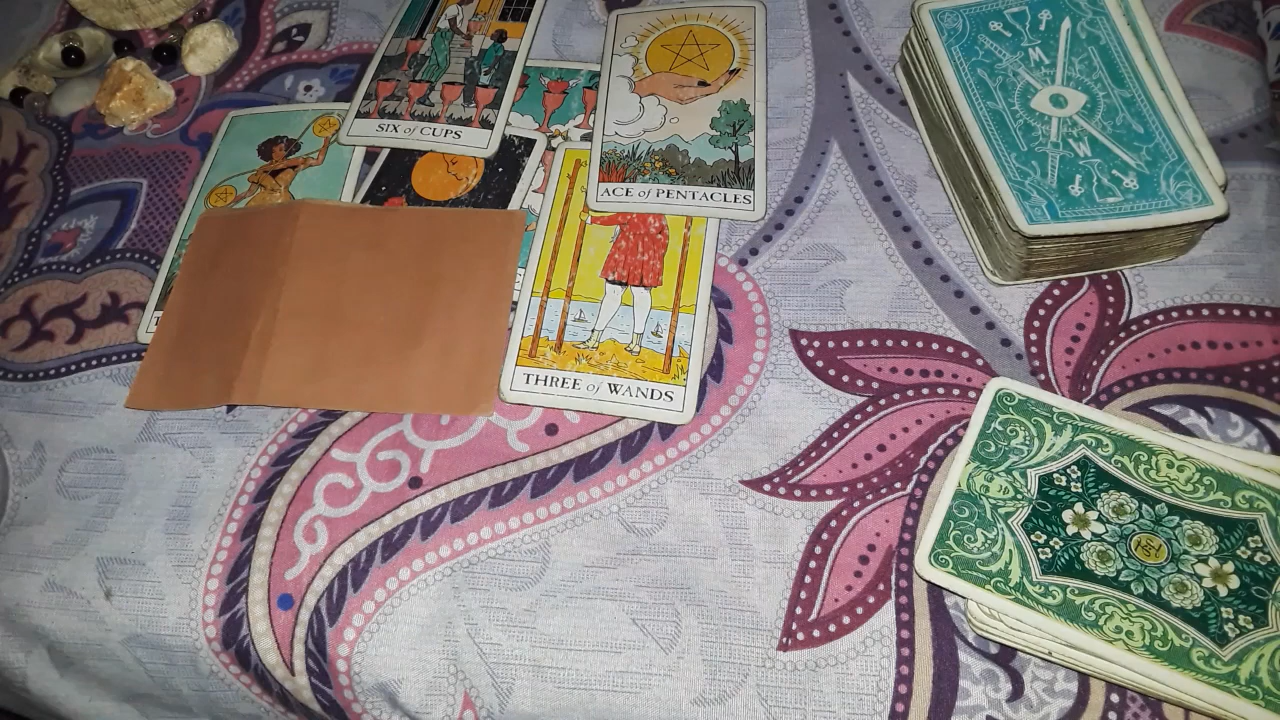 SIX of CUPS
ACE of PENTACLES
THREE of WANDS
M
W